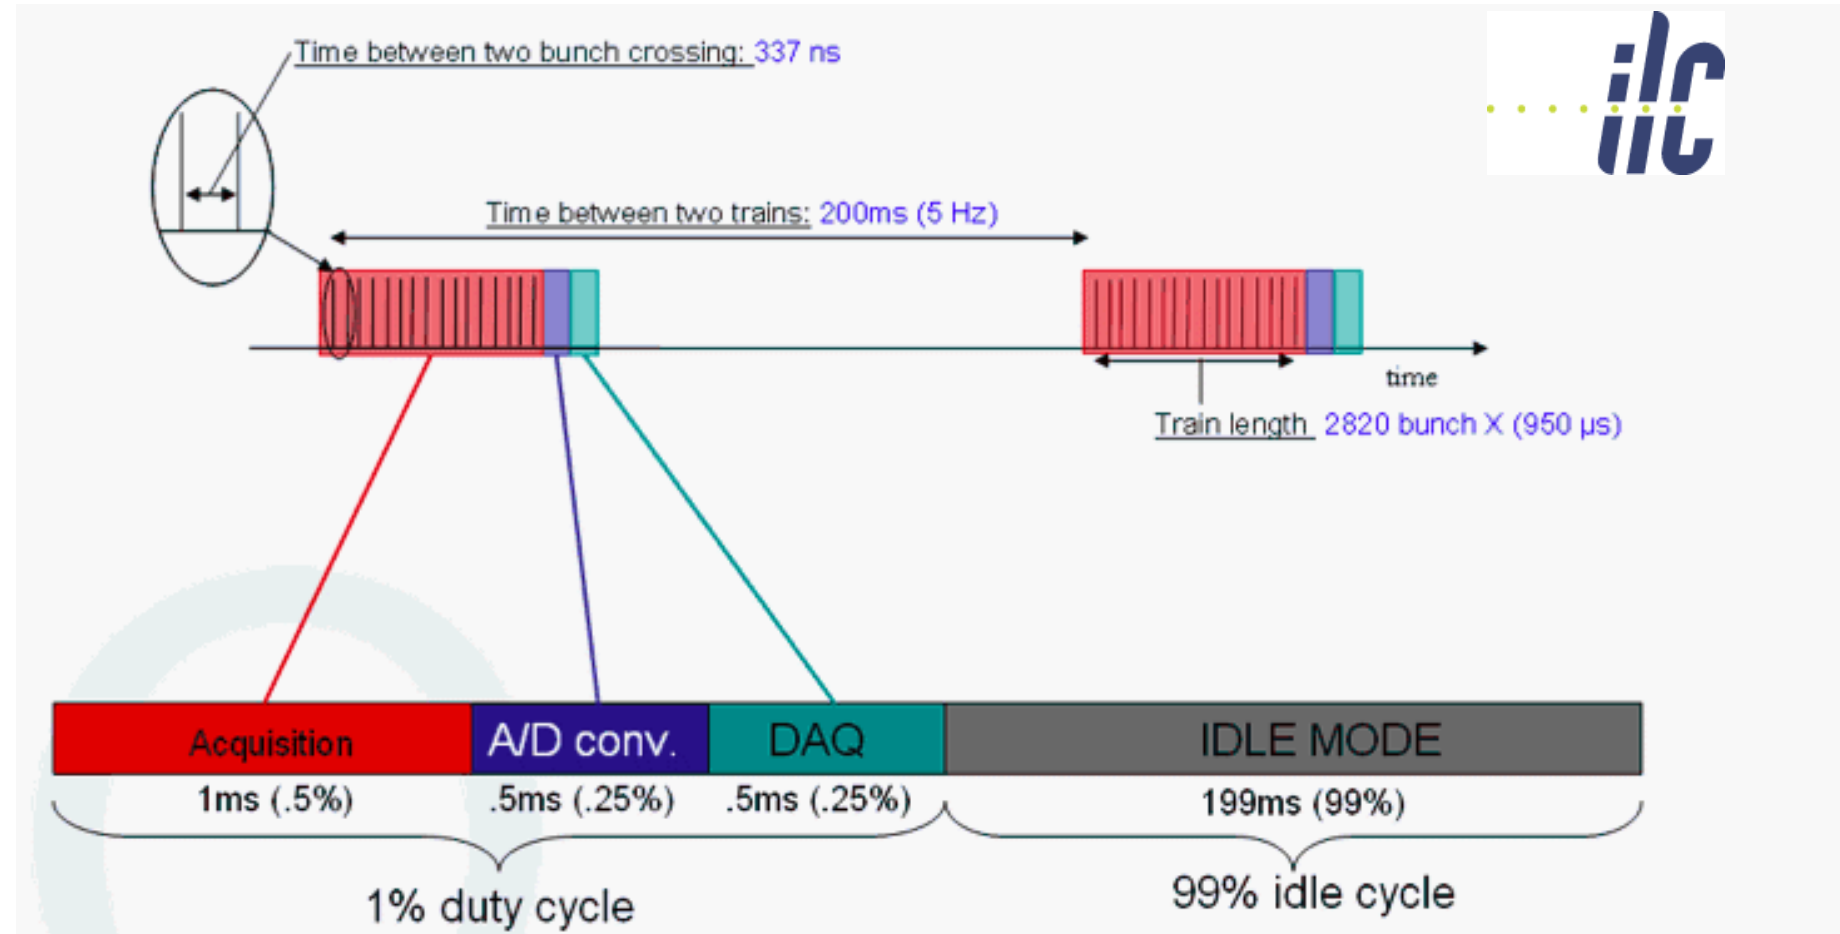 Time between two bunch crossing: 337 ns
ilc
Time between two trains: 200ms (5 Hz)
time
Train length 2820 bunch X (950 µs)
Acquisition A/D conv. DAQ IDLE MODE
1ms (.5%) .5ms (.25%) .5ms (.25%) 199ms (99%)
1% duty cycle 99% idle cycle